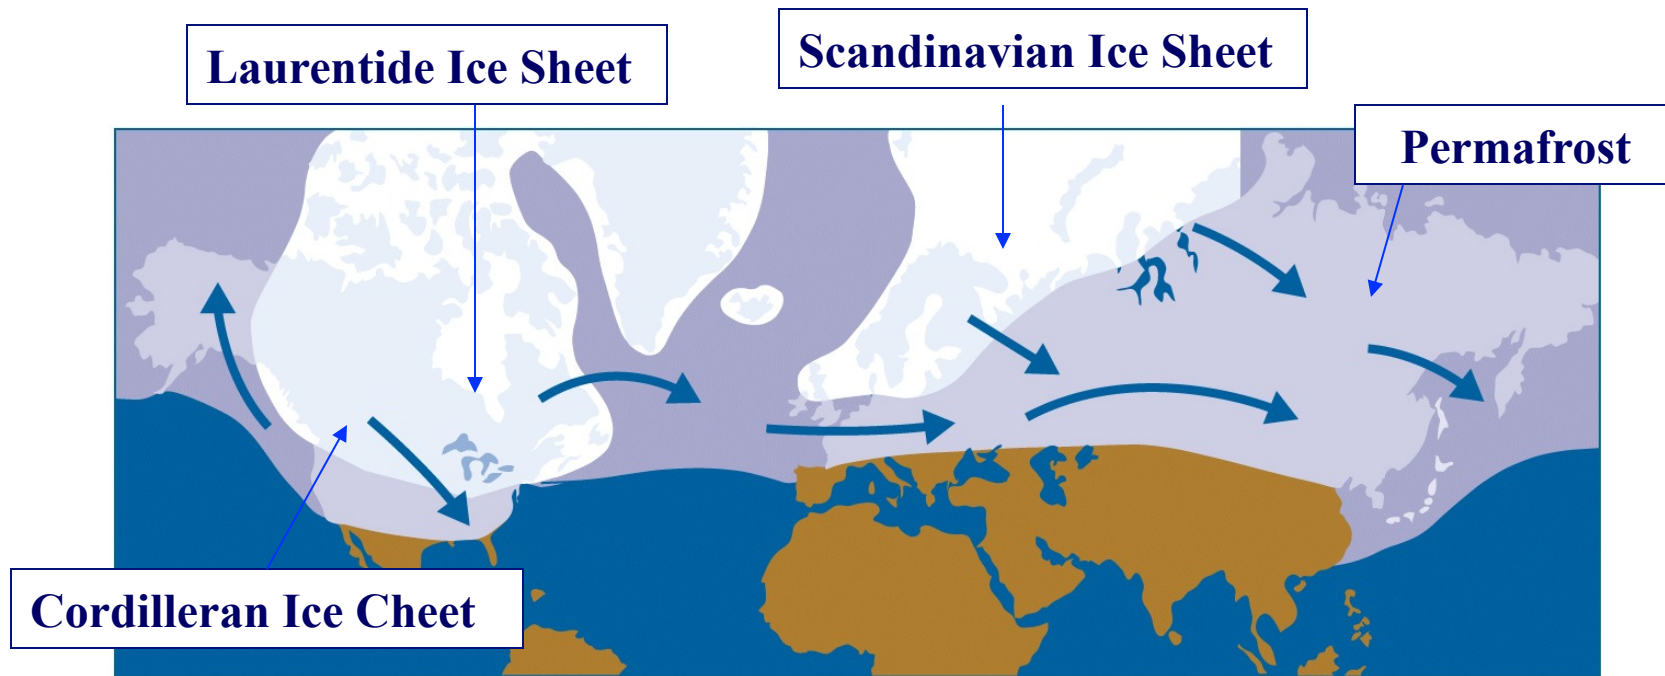 Laurentide Ice Sheet
Scandinavian Ice Sheet
Permafrost
Cordilleran Ice Cheet